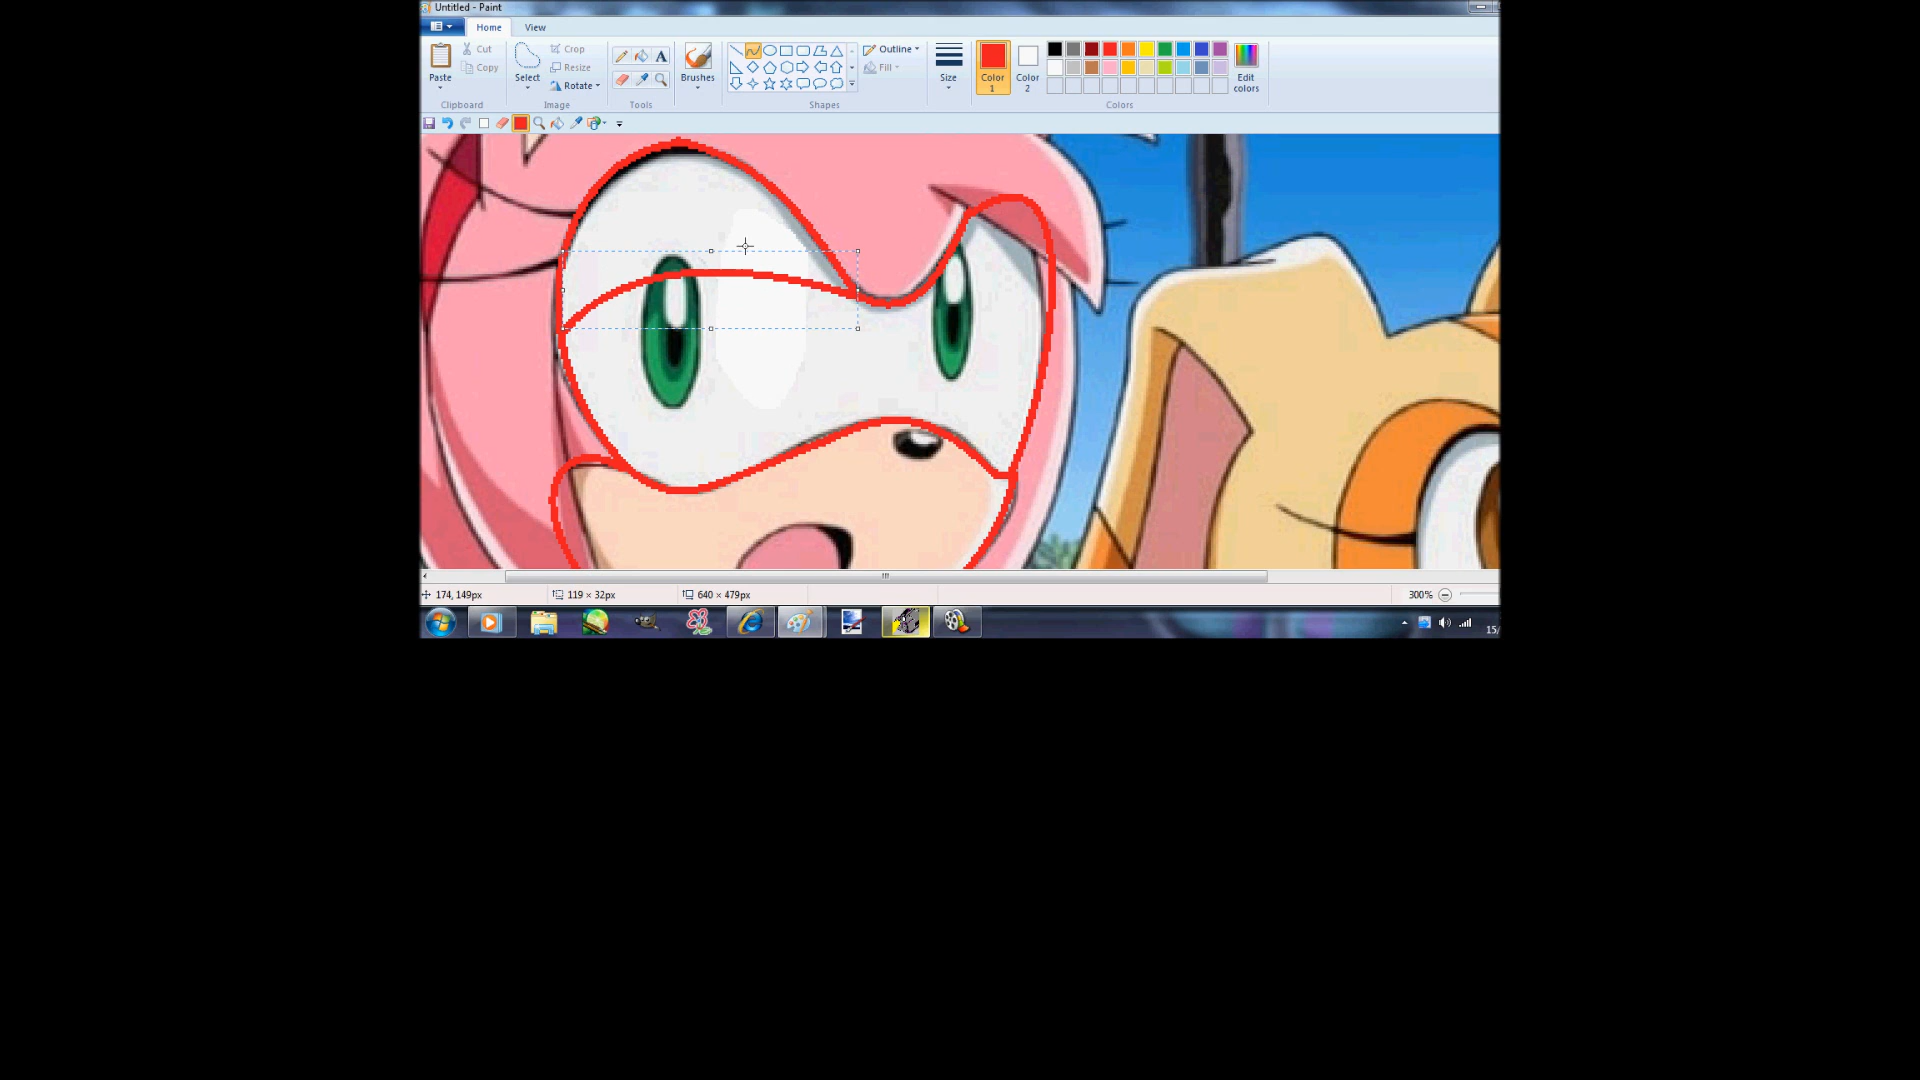 Untitled - Paint
Home View
Cut
Copy
Paste
Clipboard
Select
Crop
Resize
Rotate
Image
A
Tools
Brushes
Outline
Fill
Shapes
Size
Color 1
Color 2
Edit colors
Colors
174, 149px 119 × 32px 640 × 479px 300%
15/